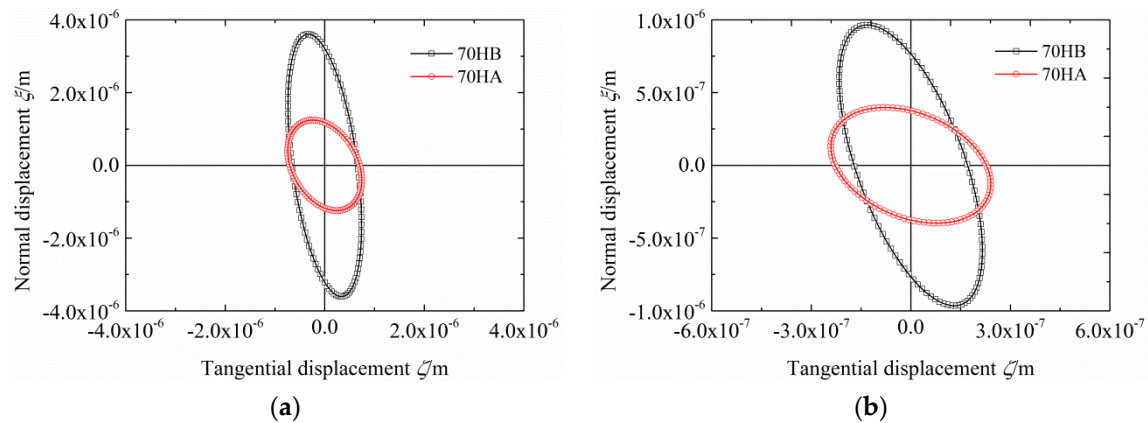 4.0x10⁻⁶
2.0x10⁻⁶
0.0
-2.0x10⁻⁶
-4.0x10⁻⁶
Normal displacement ξ/m
70HB
70HA
-4.0x10⁻⁶ -2.0x10⁻⁶ 0.0 2.0x10⁻⁶ 4.0x10⁻⁶
Tangential displacement ζ/m
(a)
1.0x10⁻⁶
5.0x10⁻⁷
0.0
-5.0x10⁻⁷
-1.0x10⁻⁶
Normal displacement ξ/m
70HB
70HA
-6.0x10⁻⁷ -3.0x10⁻⁷ 0.0 3.0x10⁻⁷ 6.0x10⁻⁷
Tangential displacement ζ/m
(b)